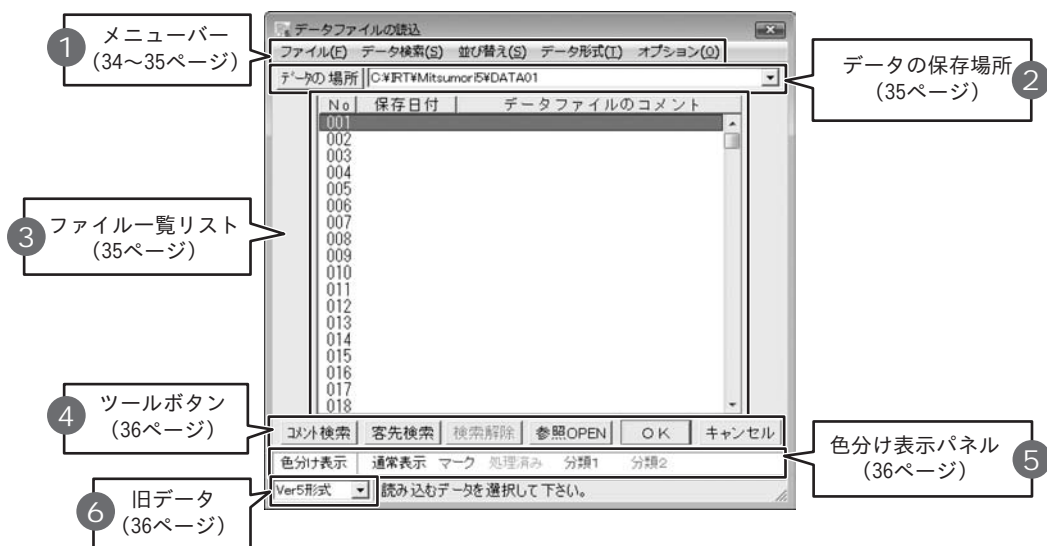 データファイルの読込
1 メニューバー
(34~35ページ)
ファイル(F) データ検索(S) 並び替え(S) データ形式(T) オプション(O)
データの場所 C:¥IRT¥Mitsumori5¥DATA01
データの保存場所 2
(35ページ)
No 保存日付 データファイルのコメント
001
002
003
004
005
006
007
008
009
010
011
012
013
014
015
016
017
018
3 ファイル一覧リスト
(35ページ)
4 ツールボタン
(36ページ)
コメント検索 客先検索 検索解除 参照OPEN OK キャンセル
色分け表示 通常表示 マーク 処理済み 分類1 分類2
色分け表示パネル 5
(36ページ)
Ver5形式 読み込むデータを選択して下さい。
6 旧データ
(36ページ)